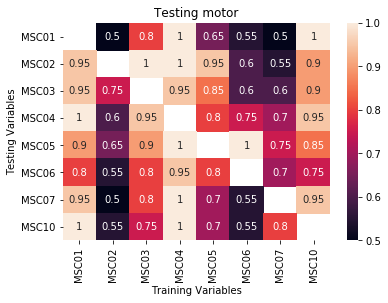 Testing motor
Testing Variables
MSC01 0.5 0.8 1 0.65 0.55 0.5 1
MSC02 0.95 1 1 0.95 0.6 0.55 0.9
MSC03 0.95 0.75 0.95 0.85 0.6 0.6 0.9
MSC04 1 0.6 0.95 0.8 0.75 0.7 0.95
MSC05 0.9 0.65 0.9 1 1 0.75 0.85
MSC06 0.8 0.55 0.8 0.95 0.8 0.7 0.75
MSC07 0.95 0.5 0.8 1 0.7 0.55 0.95
MSC10 1 0.55 0.75 1 0.7 0.55 0.8
MSC01 MSC02 MSC03 MSC04 MSC05 MSC06 MSC07 MSC10
Training Variables
1.0
0.9
0.8
0.7
0.6
0.5